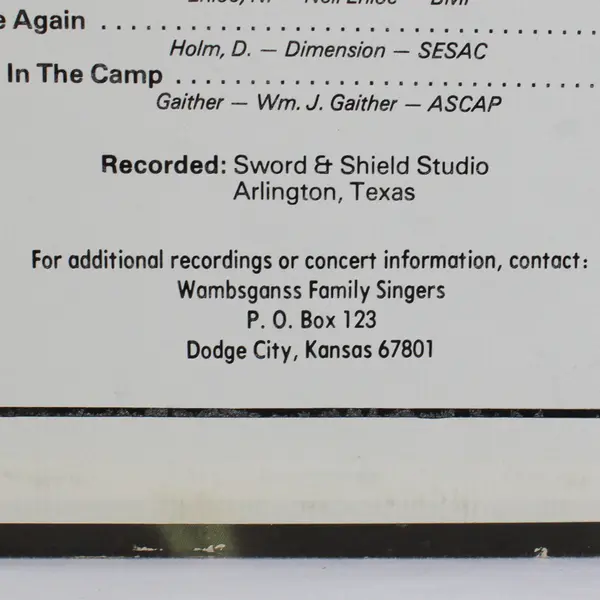 e Again . . . . . . . . . . . . . . . . . . . . . . . . . . . . . .
Holm, D. — Dimension — SESAC
In The Camp . . . . . . . . . . . . . . . . . . . . . . . . .
Gaither — Wm. J. Gaither — ASCAP
Recorded: Sword & Shield Studio
Arlington, Texas
For additional recordings or concert information, contact:
Wambsganss Family Singers
P. O. Box 123
Dodge City, Kansas 67801